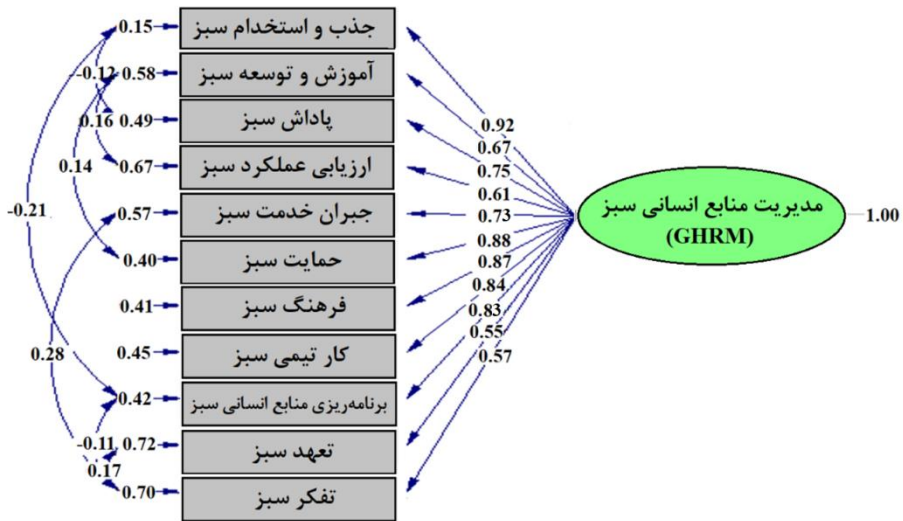 0.15 جذب و استخدام سبز
-0.12 0.58 آموزش و توسعه سبز
0.16 0.49 پاداش سبز
0.67 ارزیابی عملکرد سبز
0.14
-0.21
0.57 جبران خدمت سبز
0.40 حمایت سبز
0.41 فرهنگ سبز
0.28
0.45 کار تیمی سبز
0.42 برنامه‌ریزی منابع انسانی سبز
-0.11 0.72 تعهد سبز
0.17
0.70 تفکر سبز
0.92
0.67
0.75
0.61
0.73
0.88
0.87
0.84
0.83
0.55
0.57
مدیریت منابع انسانی سبز
(GHRM)
1.00